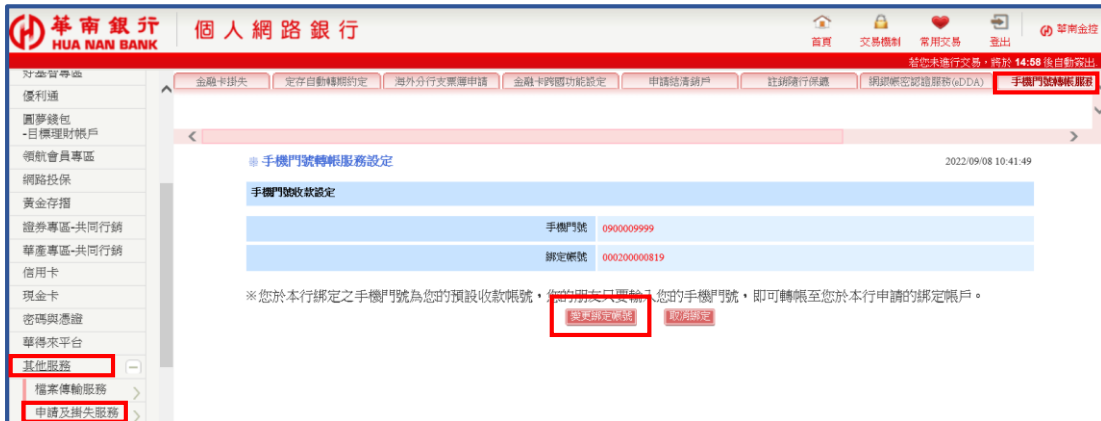 華南銀行
HUA NAN BANK
個人網路銀行
首頁
交易機制
常用交易
登出
華南金控
若您未進行交易，將於 14:58 後自動簽出.
好基智專區
優利通
圓夢錢包
-目標理財帳戶
領航會員專區
網路投保
黃金存摺
證券專區-共同行銷
華產專區-共同行銷
信用卡
現金卡
密碼與憑證
華得來平台
其他服務
檔案傳輸服務
申請及掛失服務
金融卡掛失
定存自動轉期約定
海外分行支票簿申請
金融卡跨國功能設定
申請結清銷戶
註銷隨行保鑣
網銀帳密認證服務(eDDA)
手機門號轉帳服務
手機門號轉帳服務設定
2022/09/08 10:41:49
手機門號收款設定
手機門號 0900009999
綁定帳號 000200000819
※您於本行綁定之手機門號為您的預設收款帳號，您的朋友只要輸入您的手機門號，即可轉帳至您於本行申請的綁定帳戶。
變更綁定帳號
取消綁定